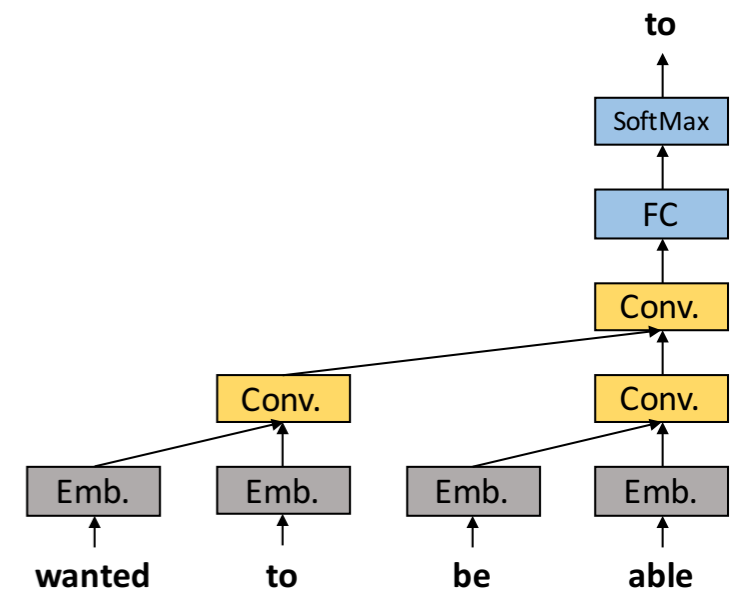 to
SoftMax
FC
Conv.
Conv. Conv.
Emb. Emb. Emb. Emb.
wanted to be able